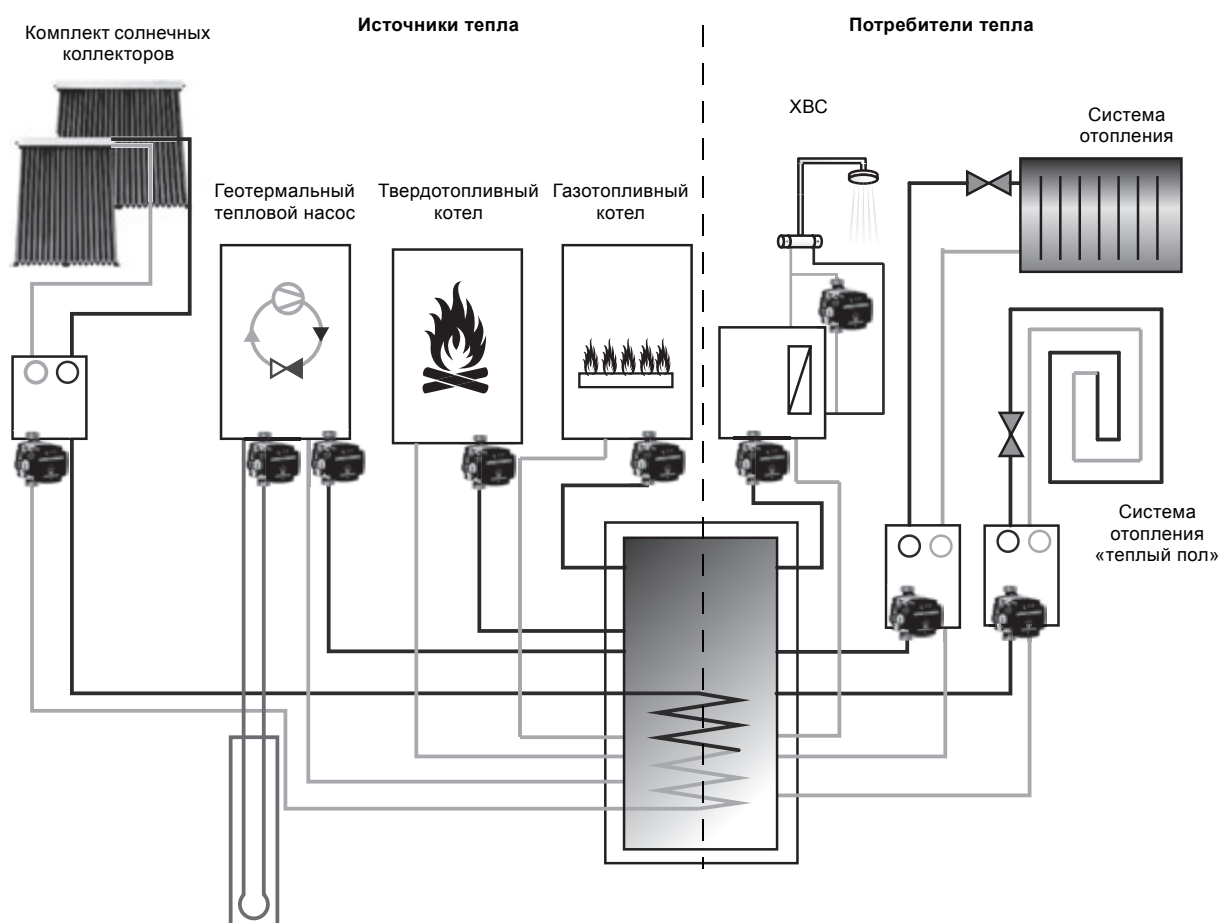 Источники тепла
Потребители тепла
Комплект солнечных
коллекторов
ХВС
Система
отопления
Геотермальный
тепловой насос
Твердотопливный
котел
Газотопливный
котел
Система
отопления
«теплый пол»